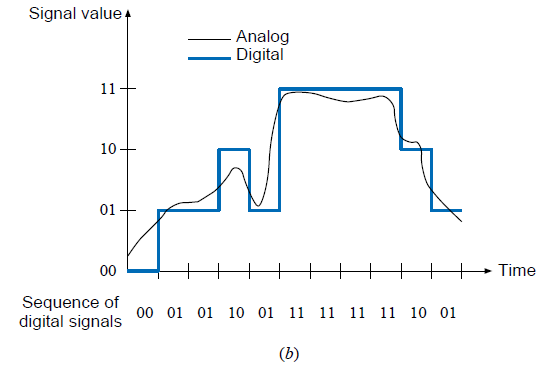 Signal value
Analog
Digital
11
10
01
00
Time
Sequence of
digital signals
00 01 01 10 01 11 11 11 11 10 01
(b)